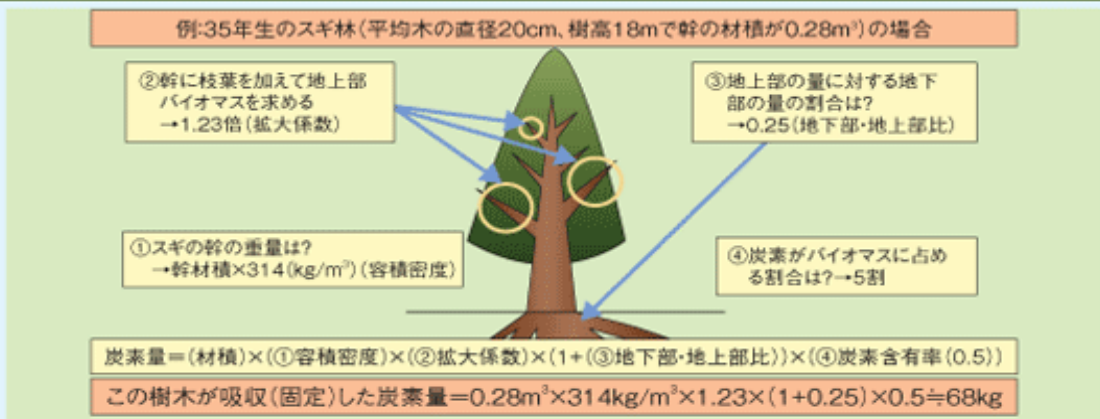 例:35年生のスギ林(平均木の直径20cm、樹高18mで幹の材積が0.28m³)の場合
②幹に枝葉を加えて地上部
バイオマスを求める
→1.23倍(拡大係数)
③地上部の量に対する地下
部の量の割合は?
→0.25(地下部・地上部比)
①スギの幹の重量は?
→幹材積×314(kg/m³)(容積密度)
④炭素がバイオマスに占め
る割合は?→5割
炭素量=(材積)×(①容積密度)×(②拡大係数)×(1+(③地下部・地上部比))×(④炭素含有率(0.5))
この樹木が吸収(固定)した炭素量=0.28m³×314kg/m³×1.23×(1+0.25)×0.5≒68kg